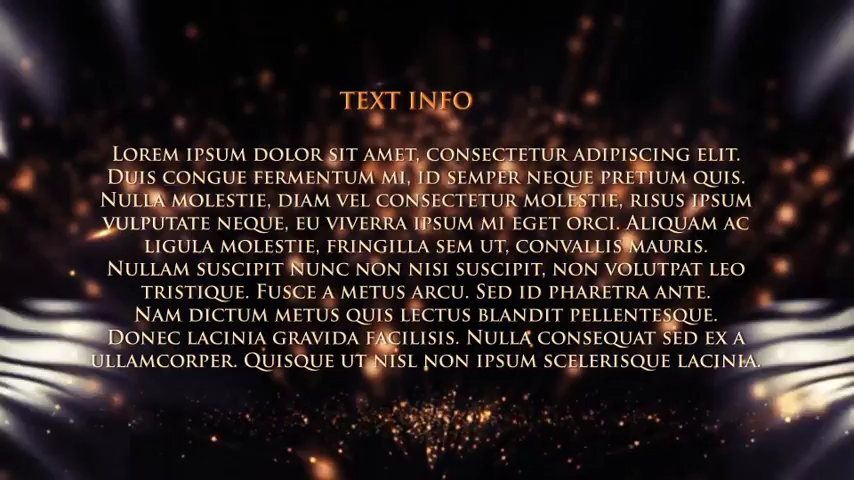 TEXT INFO
Lorem ipsum dolor sit amet, consectetur adipiscing elit.
Duis congue fermentum mi, id semper neque pretium quis.
Nulla molestie, diam vel consectetur molestie, risus ipsum
vulputate neque, eu viverra ipsum mi eget orci. Aliquam ac
ligula molestie, fringilla sem ut, convallis mauris.
Nullam suscipit nunc non nisi suscipit, non volutpat leo
tristique. Fusce a metus arcu. Sed id pharetra ante.
Nam dictum metus quis lectus blandit pellentesque.
Donec lacinia gravida facilisis. Nulla consequat sed ex a
ullamcorper. Quisque ut nisl non ipsum scelerisque lacinia.